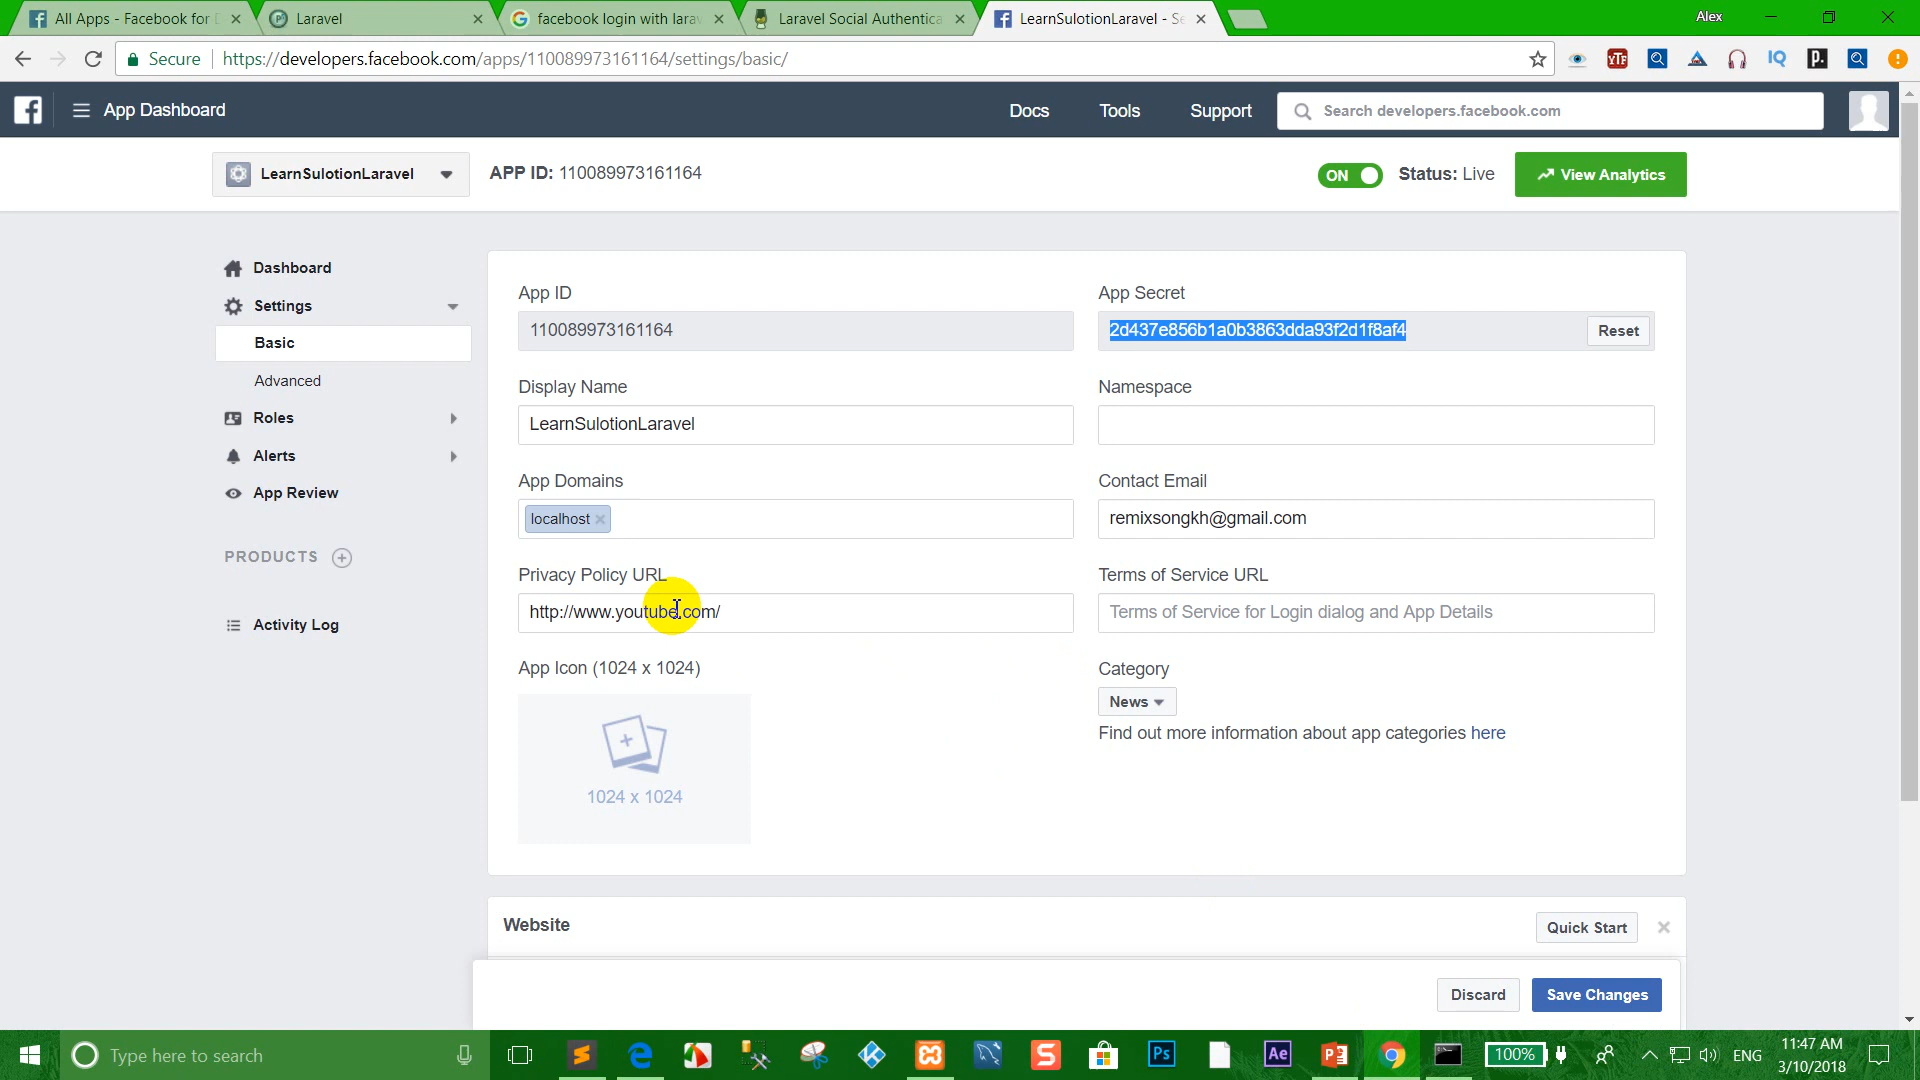 All Apps - Facebook for D
Laravel
facebook login with larav
Laravel Social Authentica
LearnSulotionLaravel - Se
Alex
Secure
https://developers.facebook.com/apps/110089973161164/settings/basic/
YTF
IQ
p.
App Dashboard
Docs
Tools
Support
Search developers.facebook.com
LearnSulotionLaravel
APP ID: 110089973161164
ON
Status: Live
View Analytics
Dashboard
Settings
Basic
Advanced
Roles
Alerts
App Review
PRODUCTS
Activity Log
App ID
110089973161164
App Secret
2d437e856b1a0b3863dda93f2d1f8af4
Reset
Display Name
LearnSulotionLaravel
Namespace
App Domains
localhost
Contact Email
remixsongkh@gmail.com
Privacy Policy URL
http://www.youtube.com/
Terms of Service URL
Terms of Service for Login dialog and App Details
App Icon (1024 x 1024)
1024 x 1024
Category
News
Find out more information about app categories here
Website
Quick Start
Discard
Save Changes
Type here to search
Ps
Ae
100%
ENG
11:47 AM
3/10/2018